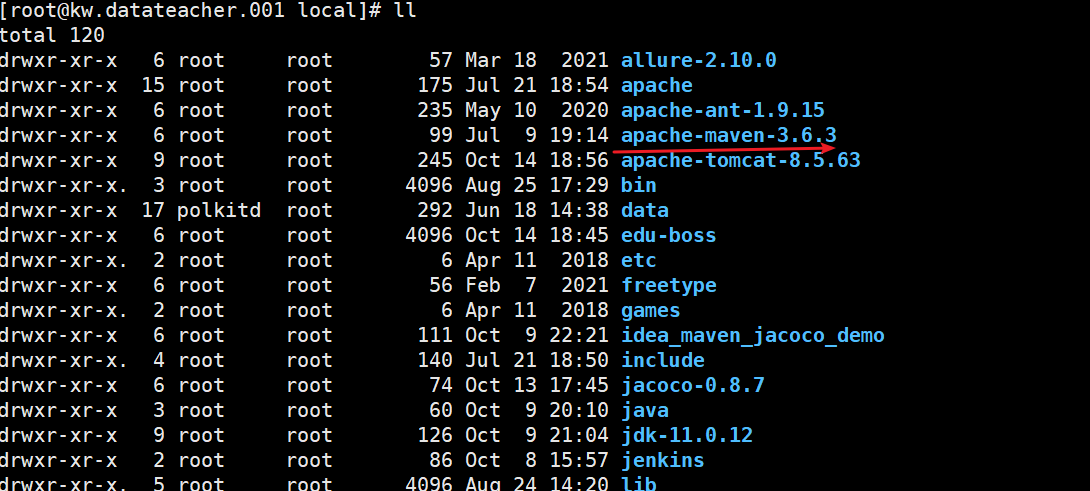 [root@kw.datateacher.001 local]# ll
total 120
drwxr-xr-x   6 root     root        57 Mar 18  2021 allure-2.10.0
drwxr-xr-x  15 root     root       175 Jul 21 18:54 apache
drwxr-xr-x   6 root     root       235 May 10  2020 apache-ant-1.9.15
drwxr-xr-x   6 root     root        99 Jul  9 19:14 apache-maven-3.6.3
drwxr-xr-x   9 root     root       245 Oct 14 18:56 apache-tomcat-8.5.63
drwxr-xr-x.  3 root     root      4096 Aug 25 17:29 bin
drwxr-xr-x  17 polkitd  root       292 Jun 18 14:38 data
drwxr-xr-x   6 root     root      4096 Oct 14 18:45 edu-boss
drwxr-xr-x.  2 root     root         6 Apr 11  2018 etc
drwxr-xr-x   6 root     root        56 Feb  7  2021 freetype
drwxr-xr-x.  2 root     root         6 Apr 11  2018 games
drwxr-xr-x   6 root     root       111 Oct  9 22:21 idea_maven_jacoco_demo
drwxr-xr-x.  4 root     root       140 Jul 21 18:50 include
drwxr-xr-x   6 root     root        74 Oct 13 17:45 jacoco-0.8.7
drwxr-xr-x   3 root     root        60 Oct  9 20:10 java
drwxr-xr-x   9 root     root       126 Oct  9 21:04 jdk-11.0.12
drwxr-xr-x   2 root     root        86 Oct  8 15:57 jenkins
drwxr-xr-x.  5 root     root      4096 Aug 24 14:20 lib